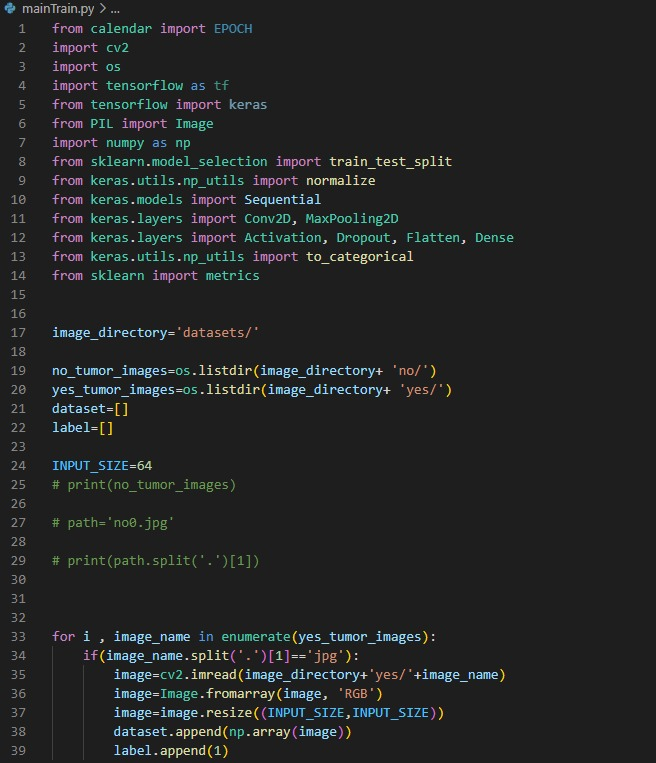 mainTrain.py > ...
1 from calendar import EPOCH
2 import cv2
3 import os
4 import tensorflow as tf
5 from tensorflow import keras
6 from PIL import Image
7 import numpy as np
8 from sklearn.model_selection import train_test_split
9 from keras.utils.np_utils import normalize
10 from keras.models import Sequential
11 from keras.layers import Conv2D, MaxPooling2D
12 from keras.layers import Activation, Dropout, Flatten, Dense
13 from keras.utils.np_utils import to_categorical
14 from sklearn import metrics
15
16
17 image_directory='datasets/'
18
19 no_tumor_images=os.listdir(image_directory+ 'no/')
20 yes_tumor_images=os.listdir(image_directory+ 'yes/')
21 dataset=[]
22 label=[]
23
24 INPUT_SIZE=64
25 # print(no_tumor_images)
26
27 # path='no0.jpg'
28
29 # print(path.split('.')[1])
30
31
32
33 for i , image_name in enumerate(yes_tumor_images):
34     if(image_name.split('.')[1]=='jpg'):
35         image=cv2.imread(image_directory+'yes/'+image_name)
36         image=Image.fromarray(image, 'RGB')
37         image=image.resize((INPUT_SIZE,INPUT_SIZE))
38         dataset.append(np.array(image))
39         label.append(1)